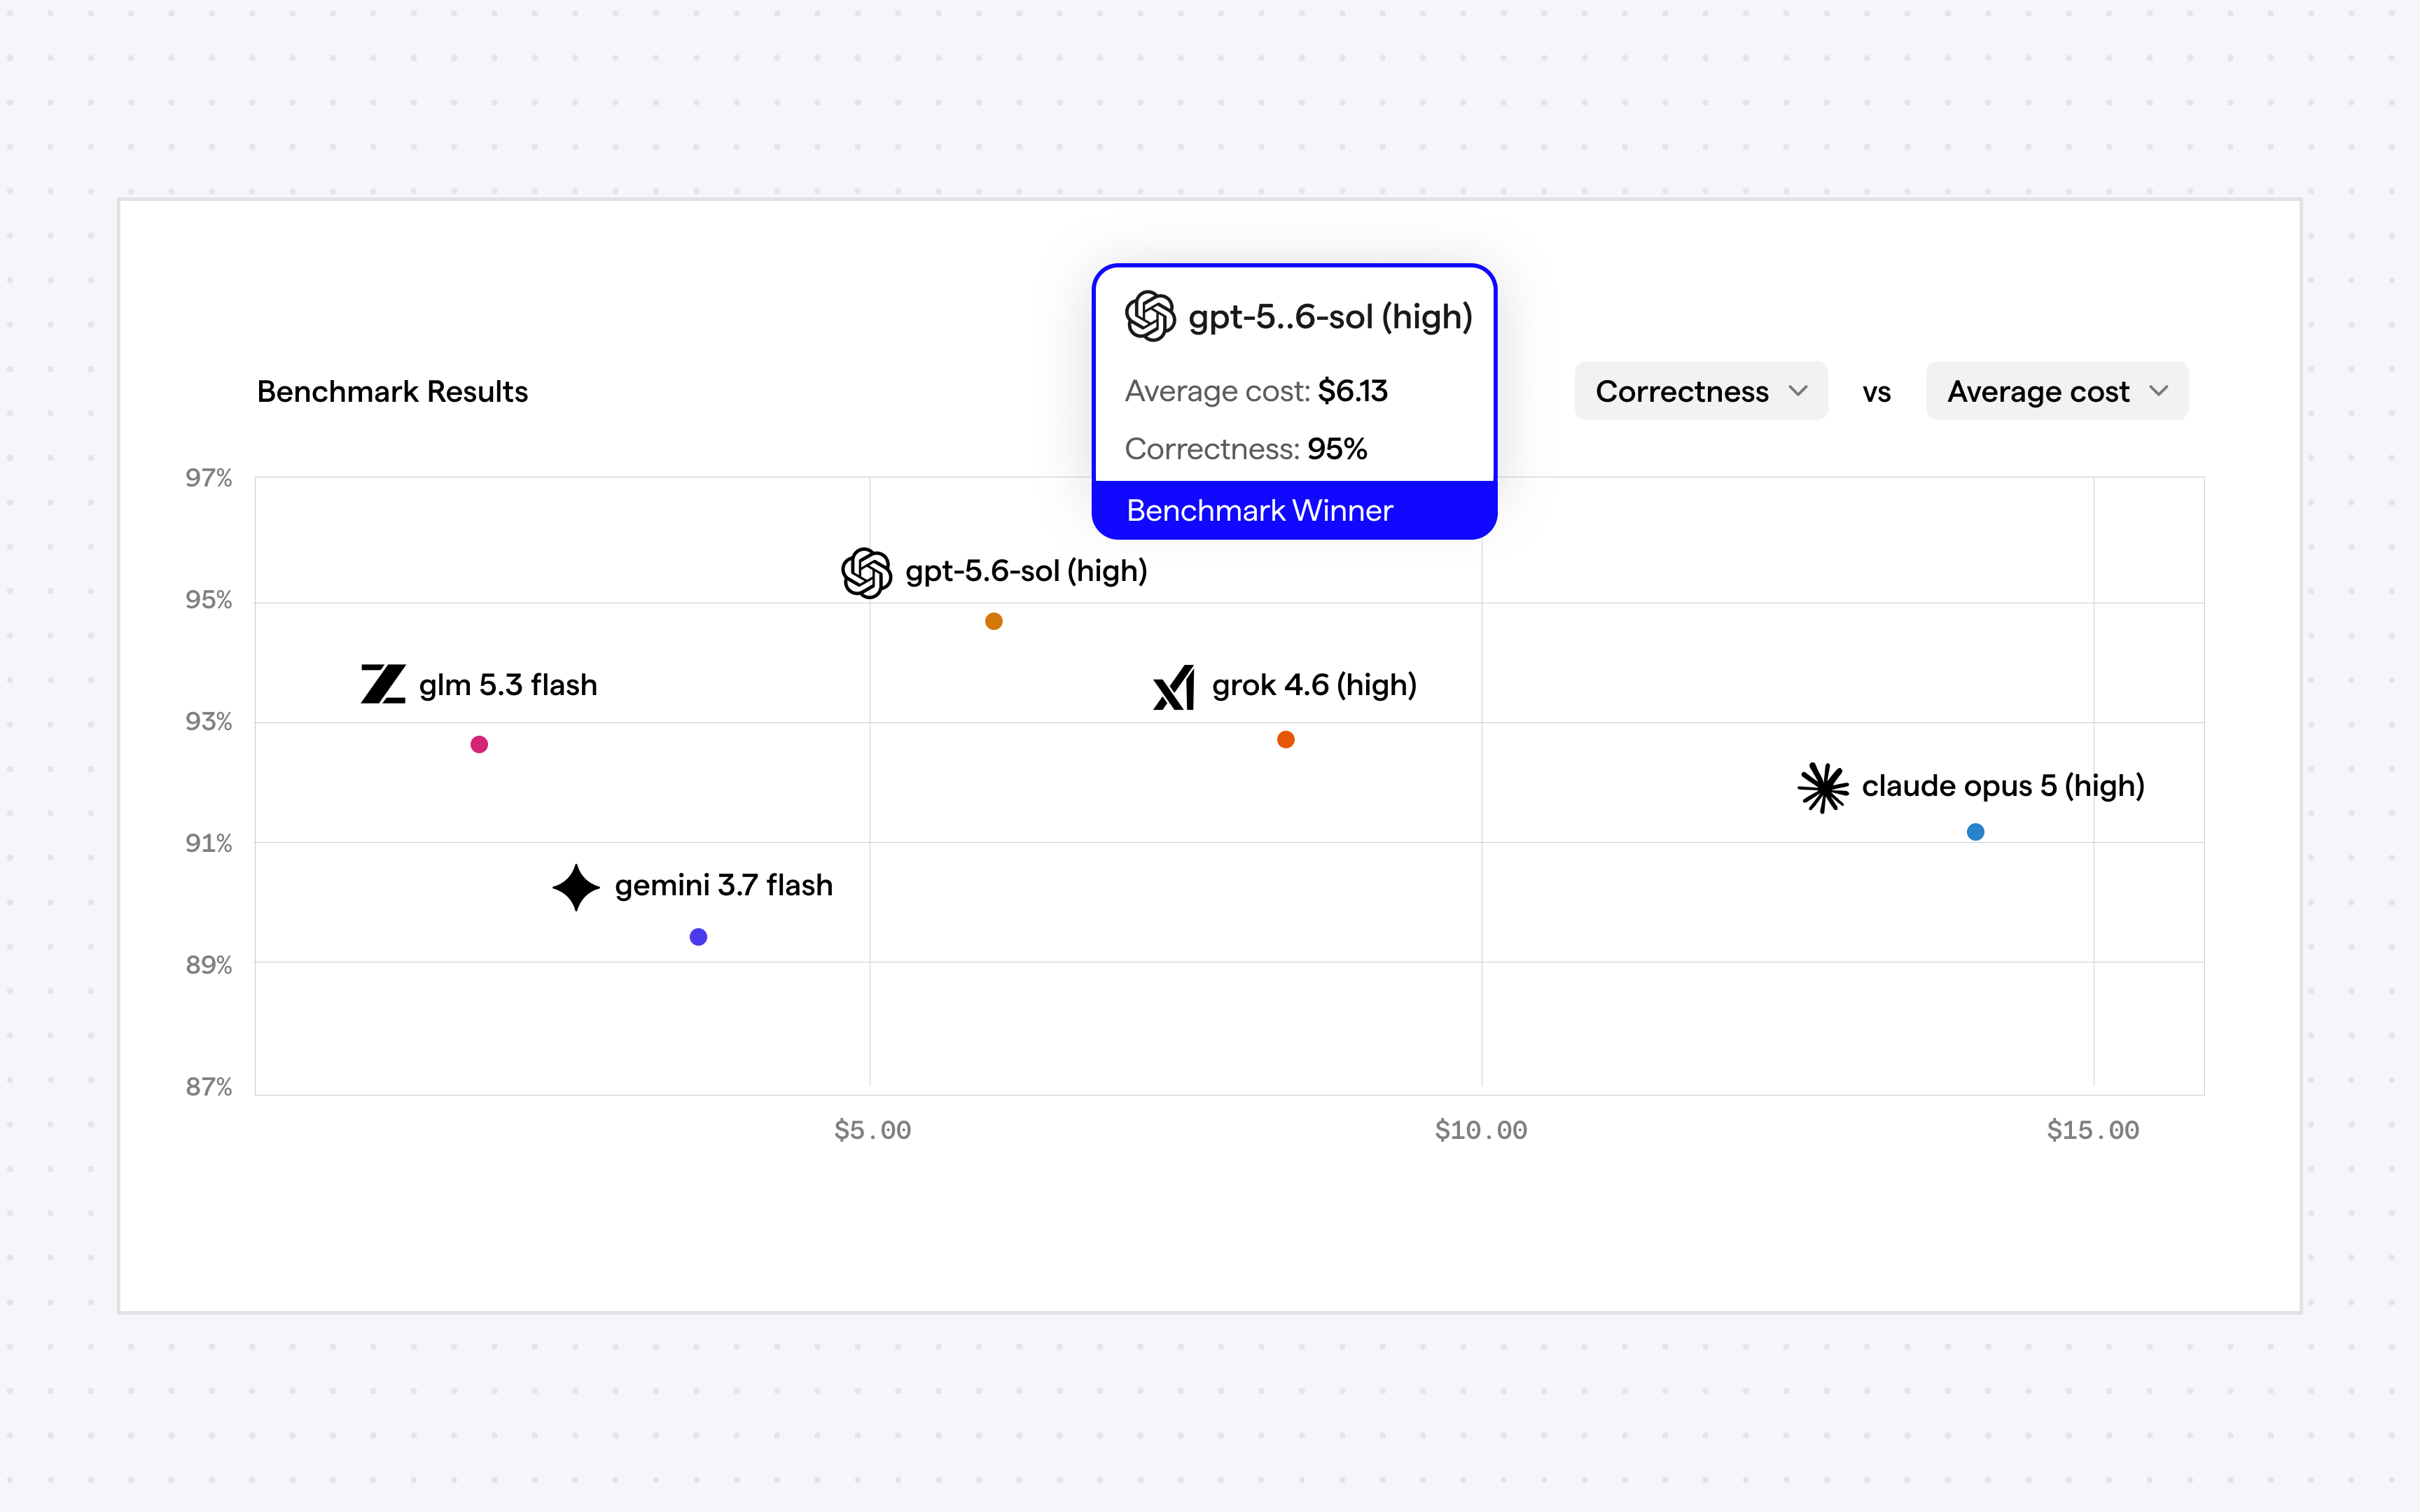 gpt-5..6-sol (high)
Average cost: $6.13
Correctness: 95%
Benchmark Winner
Benchmark Results
Correctness vs Average cost
97%
95%
93%
91%
89%
87%
gpt-5.6-sol (high)
glm 5.3 flash
grok 4.6 (high)
claude opus 5 (high)
gemini 3.7 flash
$5.00 $10.00 $15.00